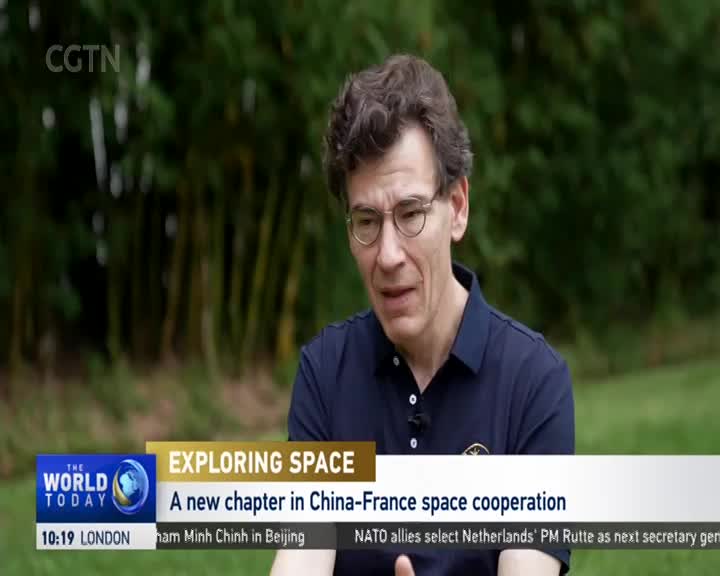 CGTN
EXPLORING SPACE
THE
WORLD
TODAY
A new chapter in China-France space cooperation
10:19 LONDON
ham Minh Chinh in Beijing NATO allies select Netherlands' PM Rutte as next secretary gen